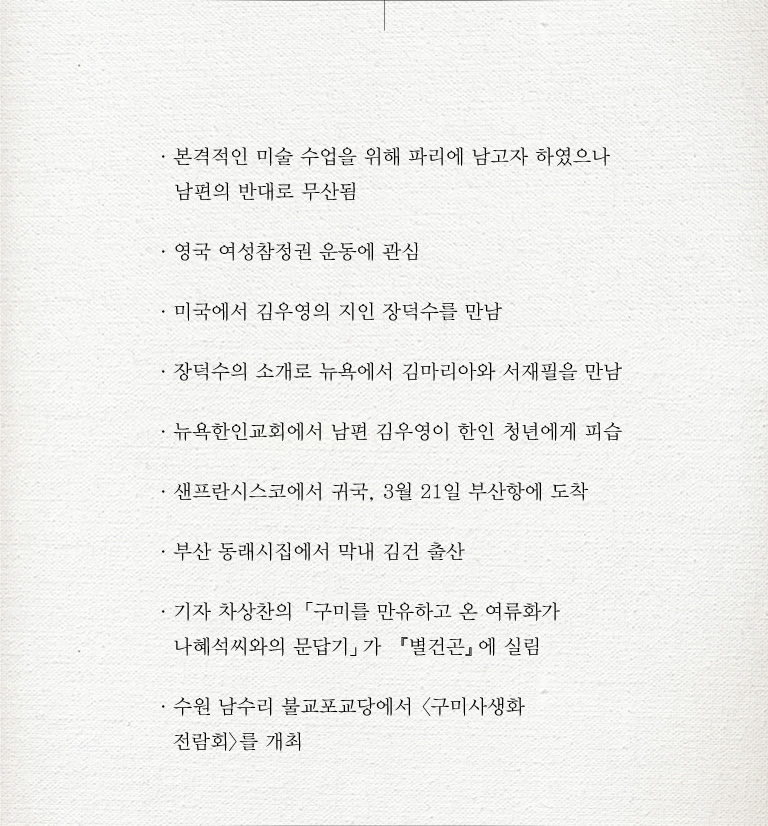 · 본격적인 미술 수업을 위해 파리에 남고자 하였으나
남편의 반대로 무산됨
· 영국 여성참정권 운동에 관심
· 미국에서 김우영의 지인 장덕수를 만남
· 장덕수의 소개로 뉴욕에서 김마리아와 서재필을 만남
· 뉴욕한인교회에서 남편 김우영이 한인 청년에게 피습
· 샌프란시스코에서 귀국, 3월 21일 부산항에 도착
· 부산 동래시집에서 막내 김건 출산
· 기자 차상찬의 「구미를 만유하고 온 여류화가
나혜석씨와의 문답기」가 『별건곤』에 실림
· 수원 남수리 불교포교당에서 〈구미사생화
전람회〉를 개최